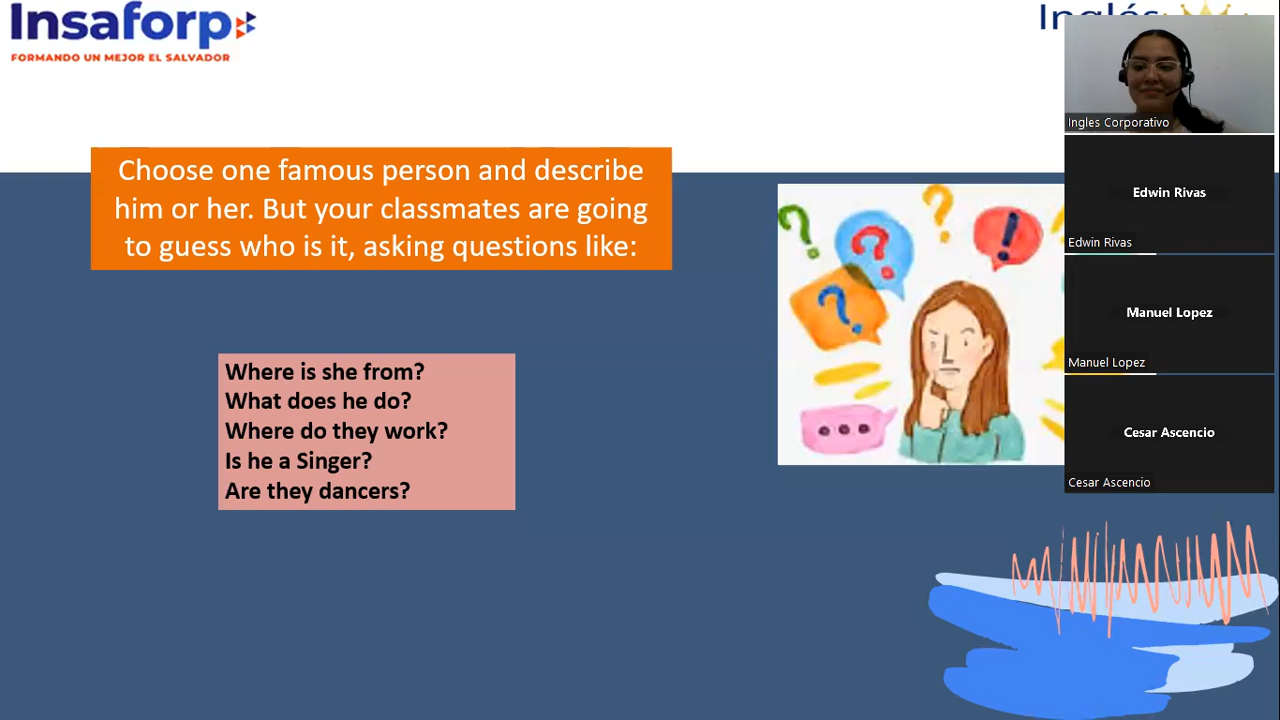 Insaforp
FORMANDO UN MEJOR EL SALVADOR
Inglés
Choose one famous person and describe
him or her. But your classmates are going
to guess who is it, asking questions like:
Where is she from?
What does he do?
Where do they work?
Is he a Singer?
Are they dancers?
Ingles Corporativo
Edwin Rivas
Edwin Rivas
Manuel Lopez
Manuel Lopez
Cesar Ascencio
Cesar Ascencio